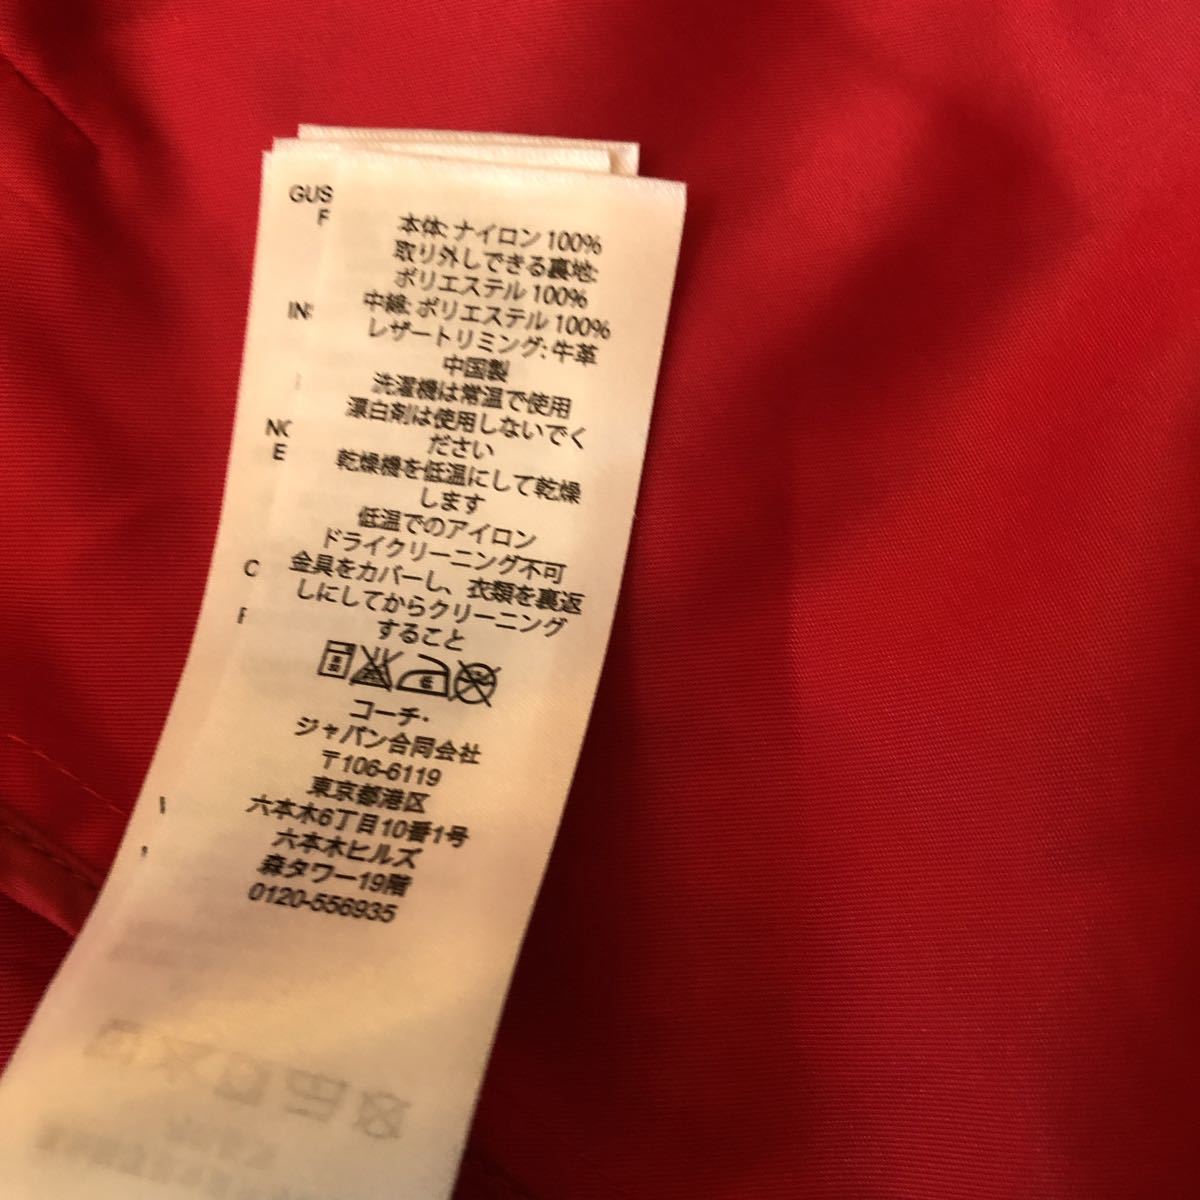 GUS
F
INS
NO
E
本体: ナイロン 100%
取り外しできる裏地:
ポリエステル 100%
中綿: ポリエステル 100%
レザートリミング: 牛革
中国製
洗濯機は常温で使用
漂白剤は使用しないでく
ださい
乾燥機を低温にして乾燥
します
低温でのアイロン
ドライクリーニング不可
金具をカバーし、衣類を裏返
しにしてからクリーニング
すること
コーチ・
ジャパン合同会社
〒106-6119
東京都港区
六本木6丁目10番1号
六本木ヒルズ
森タワー19階
0120-556935